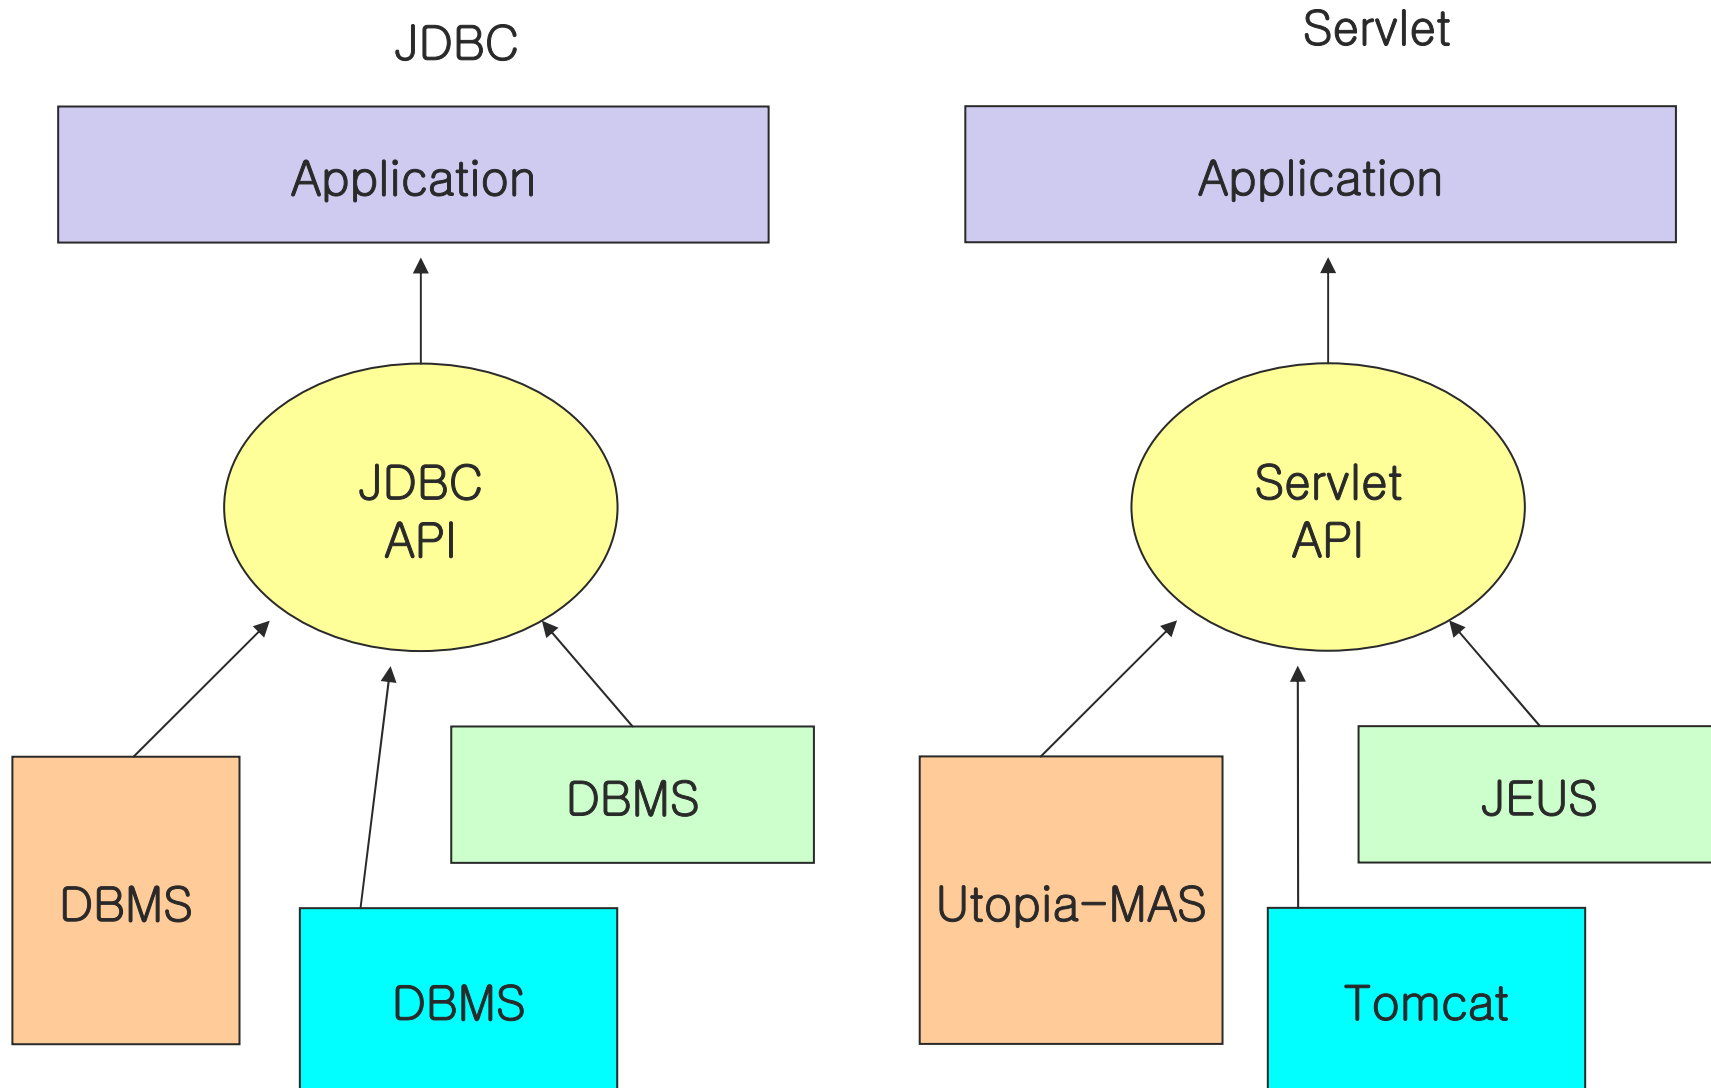 JDBC
Servlet
Application
Application
JDBC
API
Servlet
API
DBMS
DBMS
DBMS
Utopia-MAS
JEUS
Tomcat